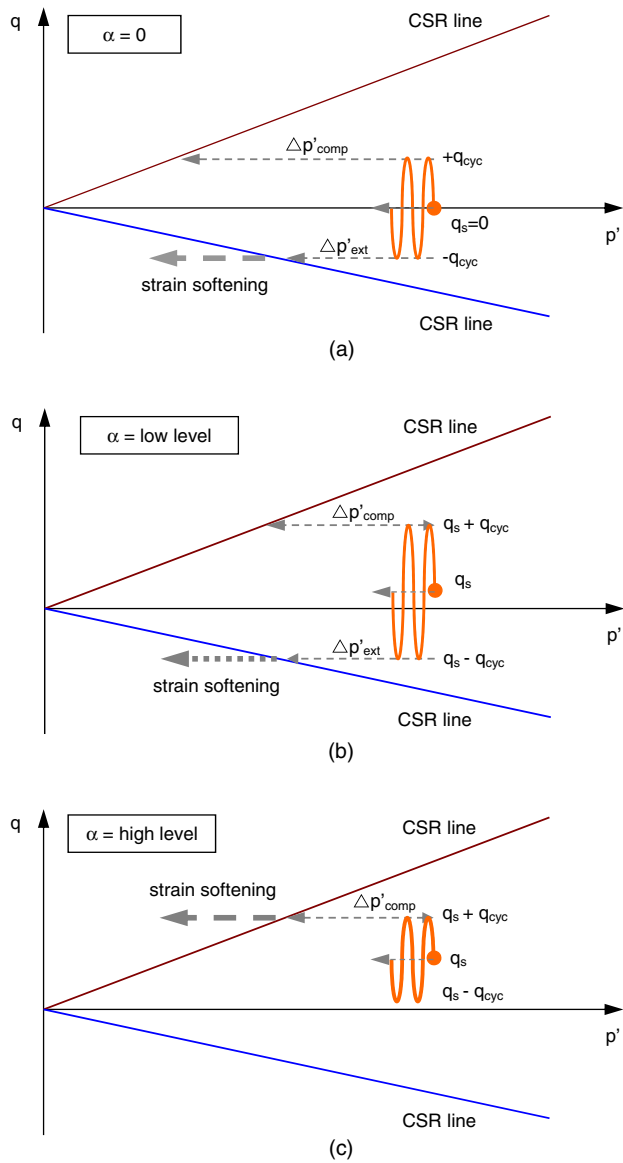 q
α = 0
CSR line
△p'comp
+qcyc
qs=0
p'
△p'ext
-qcyc
strain softening
CSR line
(a)
q
α = low level
CSR line
△p'comp
qs + qcyc
qs
p'
△p'ext
qs - qcyc
strain softening
CSR line
(b)
q
α = high level
CSR line
strain softening
△p'comp
qs + qcyc
qs
qs - qcyc
p'
CSR line
(c)